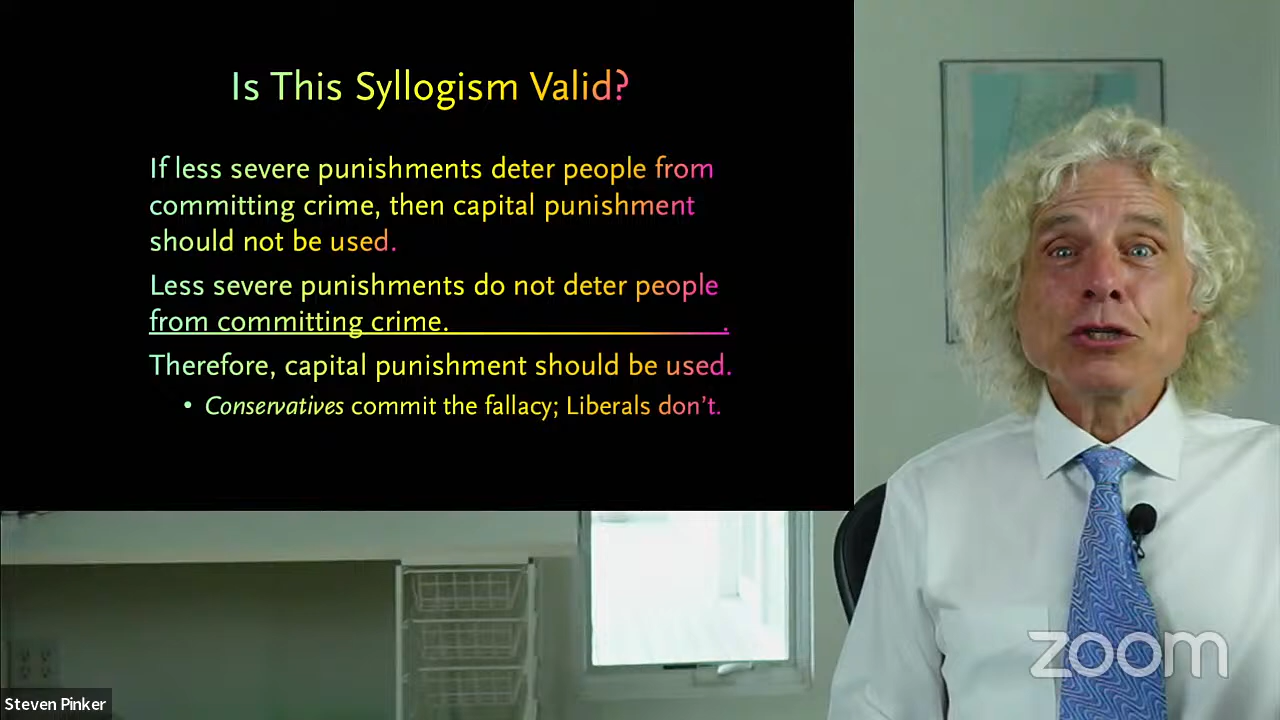 Is This Syllogism Valid?
If less severe punishments deter people from
committing crime, then capital punishment
should not be used.
Less severe punishments do not deter people
from committing crime. .
Therefore, capital punishment should be used.
• Conservatives commit the fallacy; Liberals don’t.
zoom
Steven Pinker